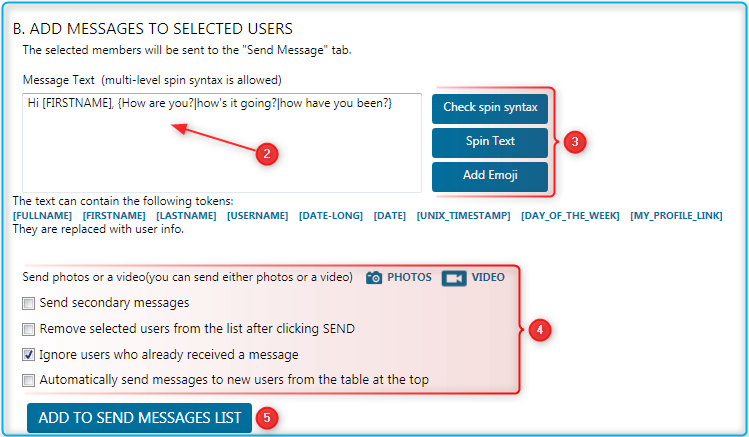 B. ADD MESSAGES TO SELECTED USERS
The selected members will be sent to the "Send Message" tab.
Message Text (multi-level spin syntax is allowed)
Hi [FIRSTNAME], {How are you?|how's it going?|how have you been?}
2
Check spin syntax
Spin Text
3
Add Emoji
The text can contain the following tokens:
[FULLNAME] [FIRSTNAME] [LASTNAME] [USERNAME] [DATE-LONG] [DATE] [UNIX_TIMESTAMP] [DAY_OF_THE_WEEK] [MY_PROFILE_LINK]
They are replaced with user info.
Send photos or a video(you can send either photos or a video) PHOTOS VIDEO
Send secondary messages
Remove selected users from the list after clicking SEND
4
Ignore users who already received a message
Automatically send messages to new users from the table at the top
ADD TO SEND MESSAGES LIST
5